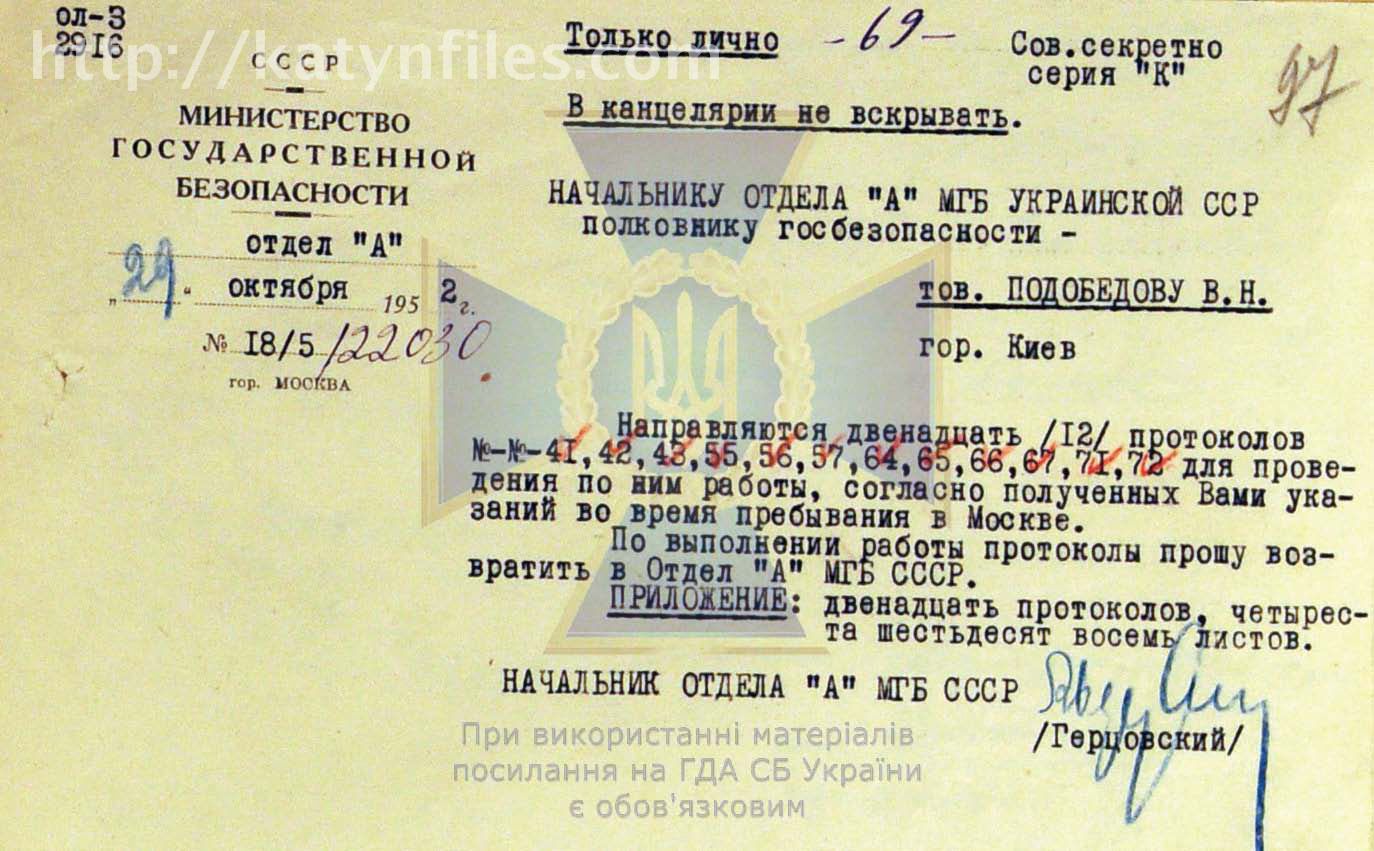 ол-3
2916
http://katynfiles.com
СССР
МИНИСТЕРСТВО
ГОСУДАРСТВЕННОЙ
БЕЗОПАСНОСТИ
отдел "А"
„29“ октября 1952 г.
№ 18/5/22030
гор. МОСКВА
Только лично -69- Сов.секретно
серия "К"
97
В канцелярии не вскрывать.
НАЧАЛЬНИКУ ОТДЕЛА "А" МГБ УКРАИНСКОЙ ССР
полковнику госбезопасности -
тов. ПОДОБЕДОВУ В.Н.
гор. Киев
Направляются двенадцать /12/ протоколов
№-№-41,42,43,55,56,57,64,65,66,67,71,72 для прове-
дения по ним работы, согласно полученных Вами ука-
заний во время пребывания в Москве.
По выполнении работы протоколы прошу воз-
вратить в Отдел "А" МГБ СССР.
ПРИЛОЖЕНИЕ: двенадцать протоколов, четырес-
та шестьдесят восемь листов.
НАЧАЛЬНИК ОТДЕЛА "А" МГБ СССР
/Герцовский/
При використанні матеріалів
посилання на ГДА СБ України
є обов'язковим